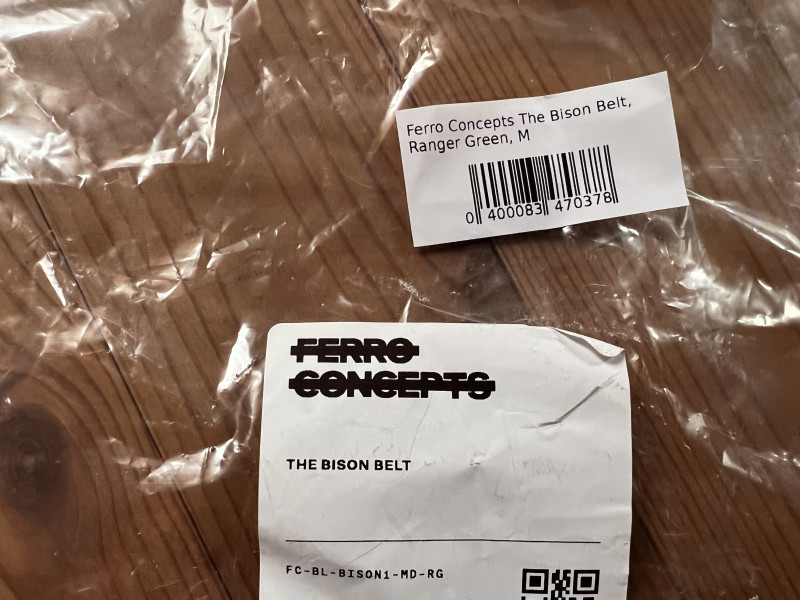 Ferro Concepts The Bison Belt,
Ranger Green, M
0 400083 470378
FERRO
CONCEPTS
THE BISON BELT
FC-BL-BISON1-MD-RG